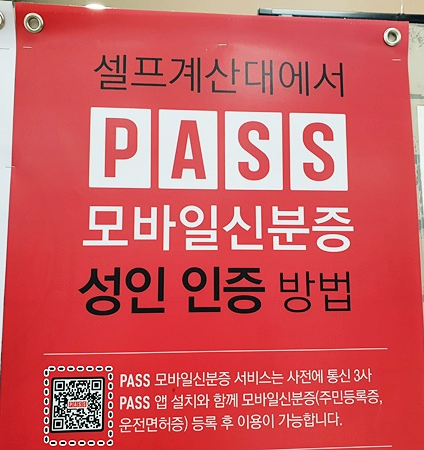 셀프계산대에서
PASS
모바일신분증
성인 인증 방법
PASS 모바일신분증 서비스는 사전에 통신 3사
PASS 앱 설치와 함께 모바일신분증(주민등록증,
운전면허증) 등록 후 이용이 가능합니다.